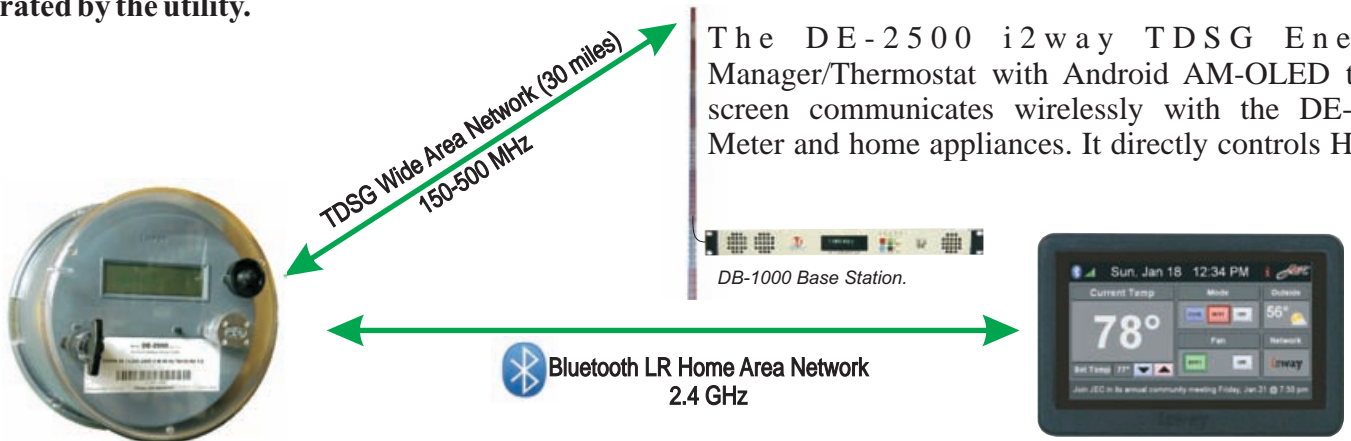 rated by the utility.
The DE-2500 i2way TDSG Ene
Manager/Thermostat with Android AM-OLED t
screen communicates wirelessly with the DE-
Meter and home appliances. It directly controls H
TDSG Wide Area Network (30 miles)
150-500 MHz
DB-1000 Base Station.
Bluetooth LR Home Area Network
2.4 GHz
DE-2500
Sun, Jan 18 12:34 PM
Current Temp
Mode
Outside
78°
56°
Fan
Network
Set Temp 77°
i2way
Join JEC in its annual community meeting Friday, Jan 21 @ 7:30 pm